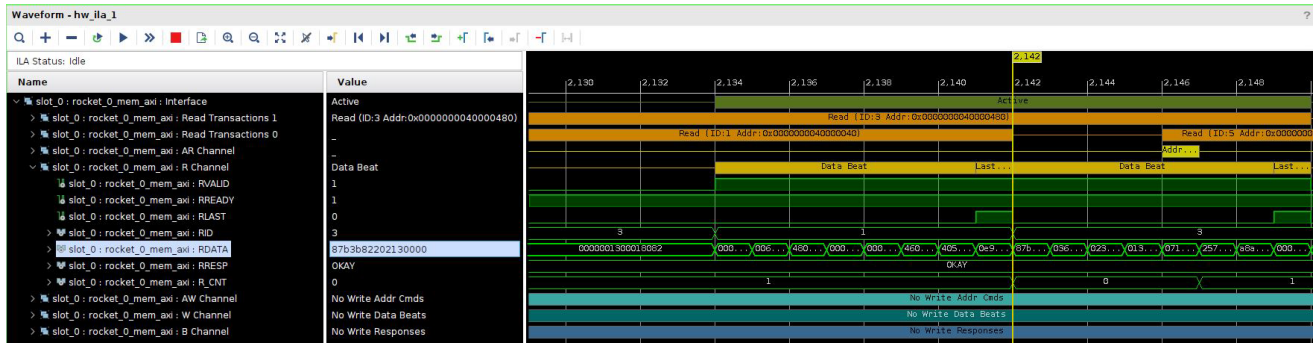 Waveform - hw_ila_1 ?
ILA Status: Idle
2,142
Name Value
2,130 2,132 2,134 2,136 2,138 2,140 2,142 2,144 2,146 2,148
slot_0 : rocket_0_mem_axi : Interface Active Active
slot_0 : rocket_0_mem_axi : Read Transactions 1 Read (ID:3 Addr:0x0000000040000480) Read (ID:3 Addr:0x0000000040000480)
slot_0 : rocket_0_mem_axi : Read Transactions 0 _ Read (ID:1 Addr:0x0000000040000040) Read (ID:5 Addr:0x0000000
slot_0 : rocket_0_mem_axi : AR Channel _ Addr...
slot_0 : rocket_0_mem_axi : R Channel Data Beat Data Beat Last... Data Beat Last...
slot_0 : rocket_0_mem_axi : RVALID 1
slot_0 : rocket_0_mem_axi : RREADY 1
slot_0 : rocket_0_mem_axi : RLAST 0
slot_0 : rocket_0_mem_axi : RID 3 3 1 3
slot_0 : rocket_0_mem_axi : RDATA 87b3b82202130000 0000001300018082 000... 006... 480... 000... 000... 460... 405... 0e9... 87b... 036... 023... 013... 071... 257... a8a... 000...
slot_0 : rocket_0_mem_axi : RRESP OKAY OKAY
slot_0 : rocket_0_mem_axi : R_CNT 0 1 0 1
slot_0 : rocket_0_mem_axi : AW Channel No Write Addr Cmds No Write Addr Cmds
slot_0 : rocket_0_mem_axi : W Channel No Write Data Beats No Write Data Beats
slot_0 : rocket_0_mem_axi : B Channel No Write Responses No Write Responses